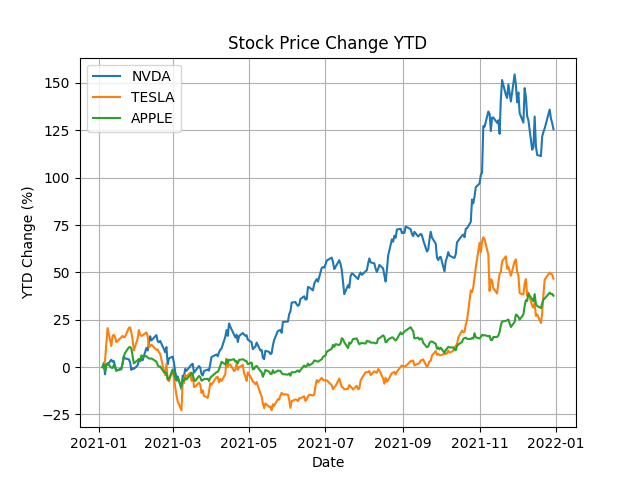 Stock Price Change YTD
NVDA
TESLA
APPLE
150
125
100
75
50
25
0
−25
YTD Change (%)
2021-01
2021-03
2021-05
2021-07
2021-09
2021-11
2022-01
Date